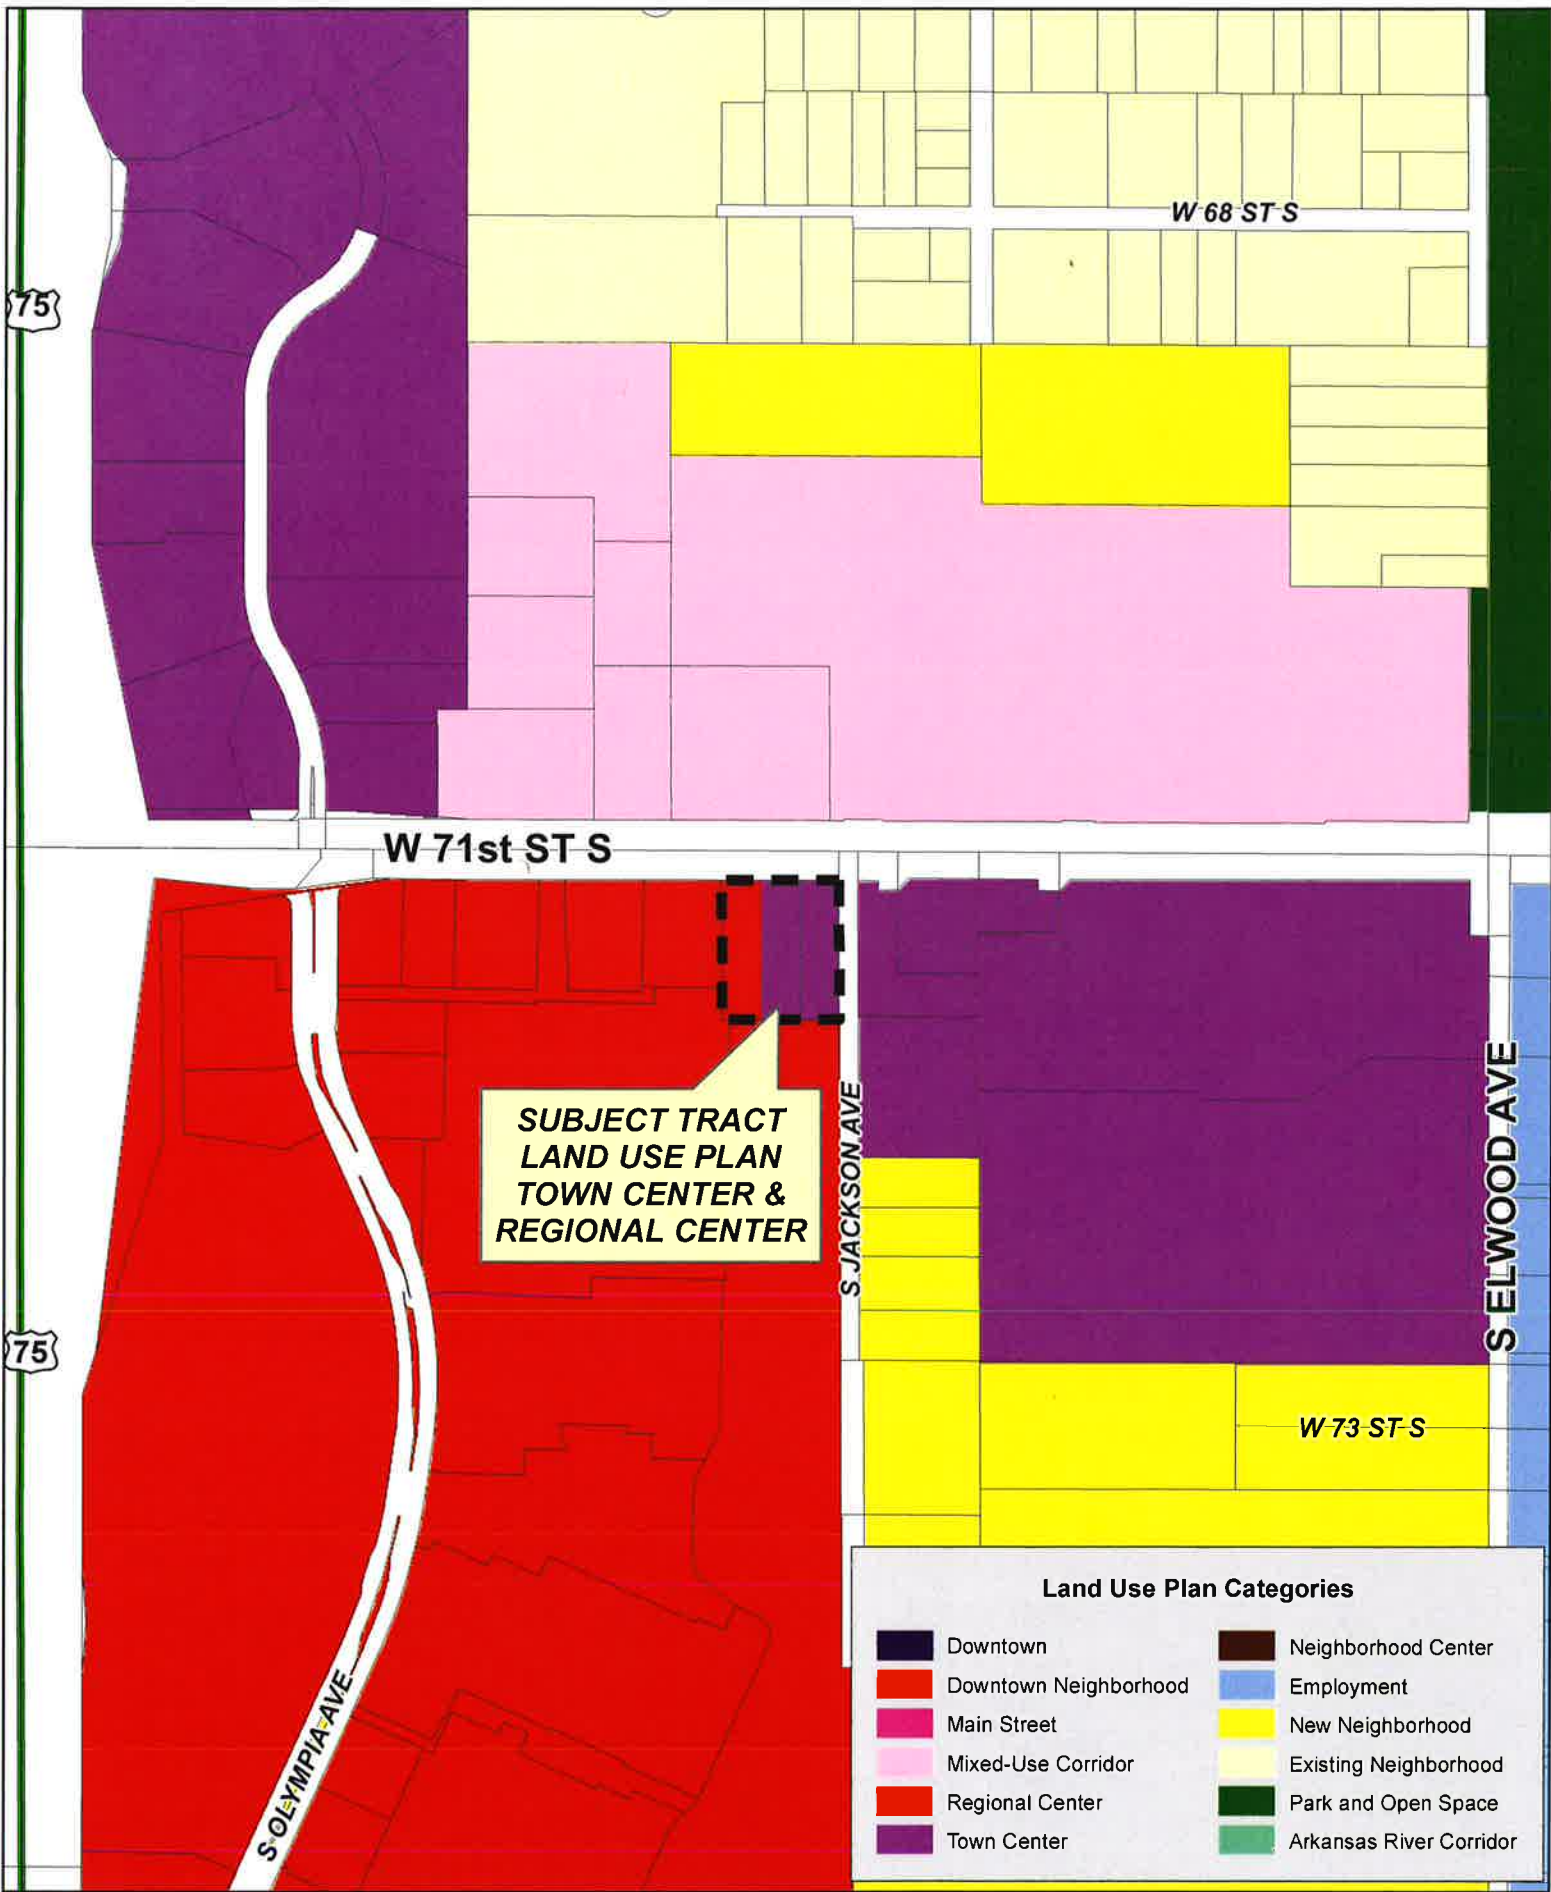 W 68 ST S
75
W 71st ST S
SUBJECT TRACT
LAND USE PLAN
TOWN CENTER &
REGIONAL CENTER
S JACKSON AVE
S ELWOOD AVE
75
W 73 ST S
S OLYMPIA AVE
Land Use Plan Categories
Downtown
Downtown Neighborhood
Main Street
Mixed-Use Corridor
Regional Center
Town Center
Neighborhood Center
Employment
New Neighborhood
Existing Neighborhood
Park and Open Space
Arkansas River Corridor